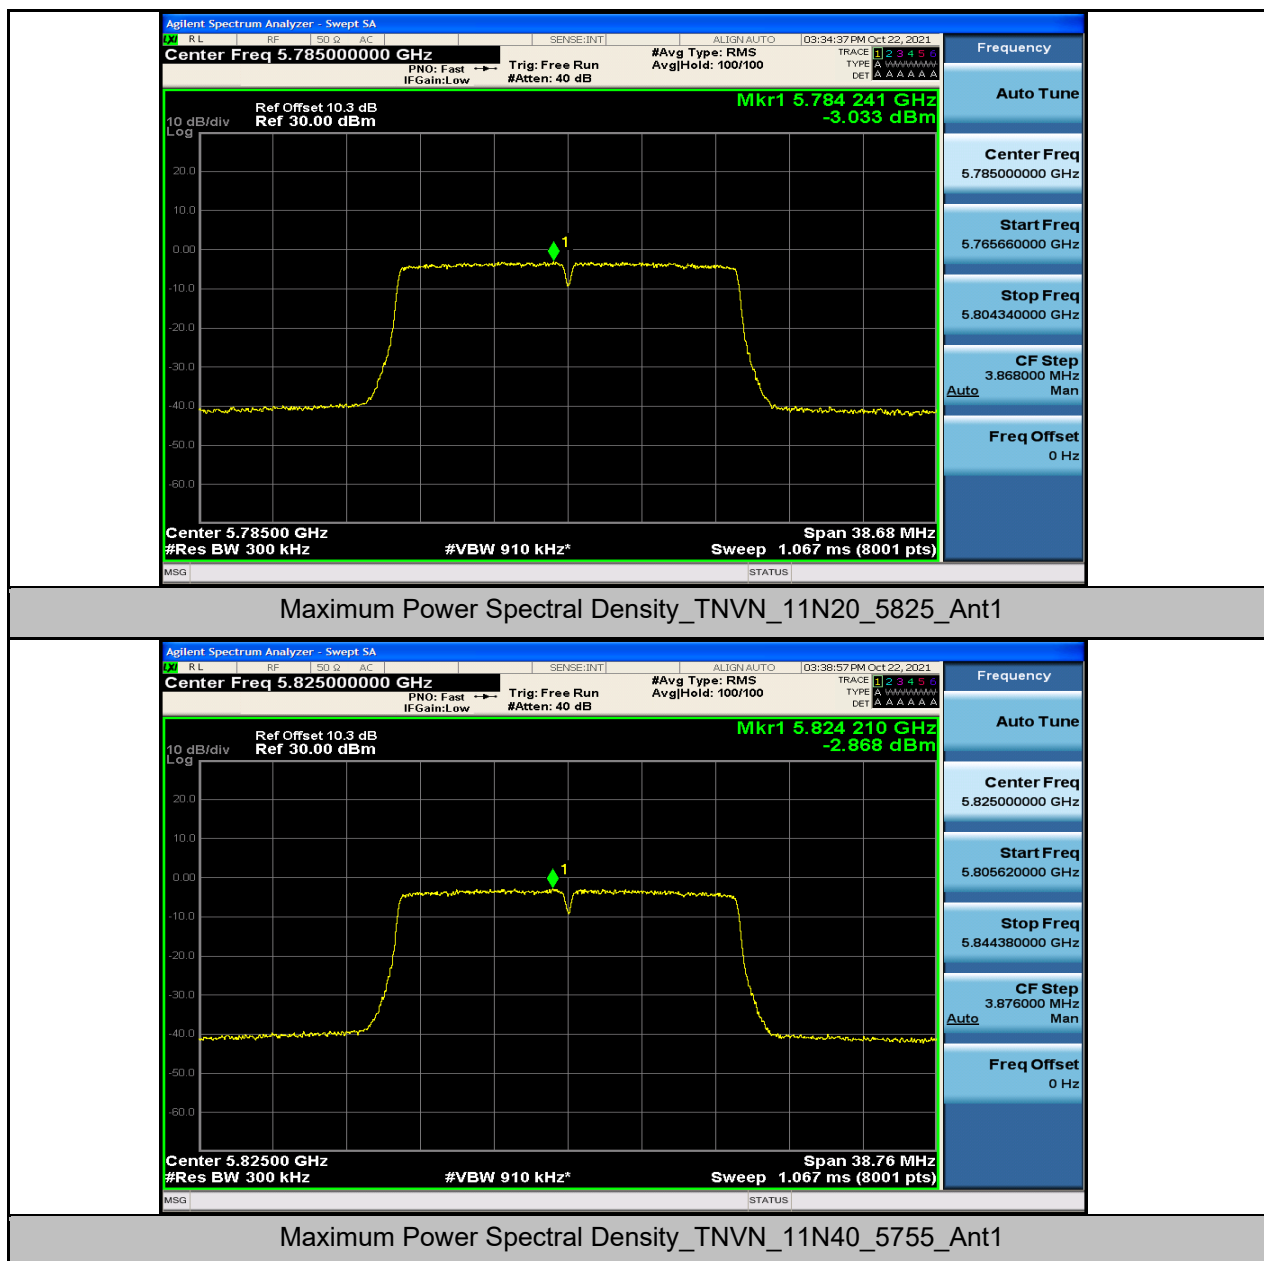 Agilent Spectrum Analyzer - Swept SA
LXI RL RF 50 Ω AC SENSE:INT ALIGN AUTO 03:34:37 PM Oct 22, 2021
Center Freq 5.785000000 GHz
PNO: Fast
IFGain:Low
Trig: Free Run
#Atten: 40 dB
#Avg Type: RMS
Avg|Hold: 100/100
TRACE 1 2 3 4 5 6
TYPE A WWWWW
DET A A A A A A
Mkr1 5.784 241 GHz
-3.033 dBm
Ref Offset 10.3 dB
10 dB/div Ref 30.00 dBm
Log
20.0
10.0
1
0.00
-10.0
-20.0
-30.0
-40.0
-50.0
-60.0
Center 5.78500 GHz Span 38.68 MHz
#Res BW 300 kHz #VBW 910 kHz* Sweep 1.067 ms (8001 pts)
MSG STATUS
Frequency
Auto Tune
Center Freq
5.785000000 GHz
Start Freq
5.765660000 GHz
Stop Freq
5.804340000 GHz
CF Step
3.868000 MHz
Auto Man
Freq Offset
0 Hz
Maximum Power Spectral Density_TNVN_11N20_5825_Ant1
Agilent Spectrum Analyzer - Swept SA
LXI RL RF 50 Ω AC SENSE:INT ALIGN AUTO 03:38:57 PM Oct 22, 2021
Center Freq 5.825000000 GHz
PNO: Fast
IFGain:Low
Trig: Free Run
#Atten: 40 dB
#Avg Type: RMS
Avg|Hold: 100/100
TRACE 1 2 3 4 5 6
TYPE A WWWWW
DET A A A A A A
Mkr1 5.824 210 GHz
-2.868 dBm
Ref Offset 10.3 dB
10 dB/div Ref 30.00 dBm
Log
20.0
10.0
1
0.00
-10.0
-20.0
-30.0
-40.0
-50.0
-60.0
Center 5.82500 GHz Span 38.76 MHz
#Res BW 300 kHz #VBW 910 kHz* Sweep 1.067 ms (8001 pts)
MSG STATUS
Frequency
Auto Tune
Center Freq
5.825000000 GHz
Start Freq
5.805620000 GHz
Stop Freq
5.844380000 GHz
CF Step
3.876000 MHz
Auto Man
Freq Offset
0 Hz
Maximum Power Spectral Density_TNVN_11N40_5755_Ant1